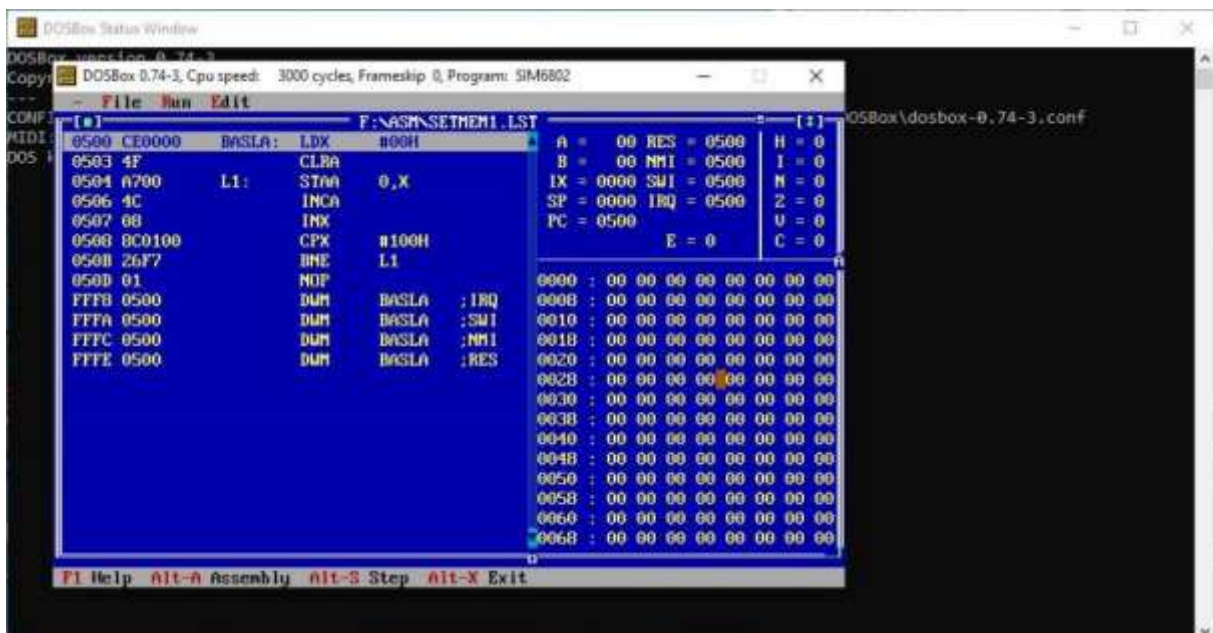 DOSBox Status Window
DOSBox version 0.74-3
DOSBox 0.74-3, Cpu speed: 3000 cycles, Frameskip 0, Program: SIM6802
File Run Edit
F:\ASM\SETMEM1.LST
OSBox\dosbox-0.74-3.conf
CONFI
MIDI:
DOS
0500 CE0000 BASLA: LDX #00H
0503 4F CLRA
0504 A700 L1: STAA 0,X
0506 4C INCA
0507 08 INX
0508 8C0100 CPX #100H
050B 26F7 BNE L1
050D 01 NOP
FFF8 0500 DWM BASLA ;IRQ
FFFA 0500 DWM BASLA ;SWI
FFFC 0500 DWM BASLA ;NMI
FFFE 0500 DWM BASLA ;RES
A = 00 RES = 0500 H = 0
B = 00 NMI = 0500 I = 0
IX = 0000 SWI = 0500 N = 0
SP = 0000 IRQ = 0500 Z = 0
PC = 0500 V = 0
E = 0 C = 0
0000 : 00 00 00 00 00 00 00 00
0008 : 00 00 00 00 00 00 00 00
0010 : 00 00 00 00 00 00 00 00
0018 : 00 00 00 00 00 00 00 00
0020 : 00 00 00 00 00 00 00 00
0028 : 00 00 00 00 00 00 00 00
0030 : 00 00 00 00 00 00 00 00
0038 : 00 00 00 00 00 00 00 00
0040 : 00 00 00 00 00 00 00 00
0048 : 00 00 00 00 00 00 00 00
0050 : 00 00 00 00 00 00 00 00
0058 : 00 00 00 00 00 00 00 00
0060 : 00 00 00 00 00 00 00 00
0068 : 00 00 00 00 00 00 00 00
F1 Help Alt-A Assembly Alt-S Step Alt-X Exit